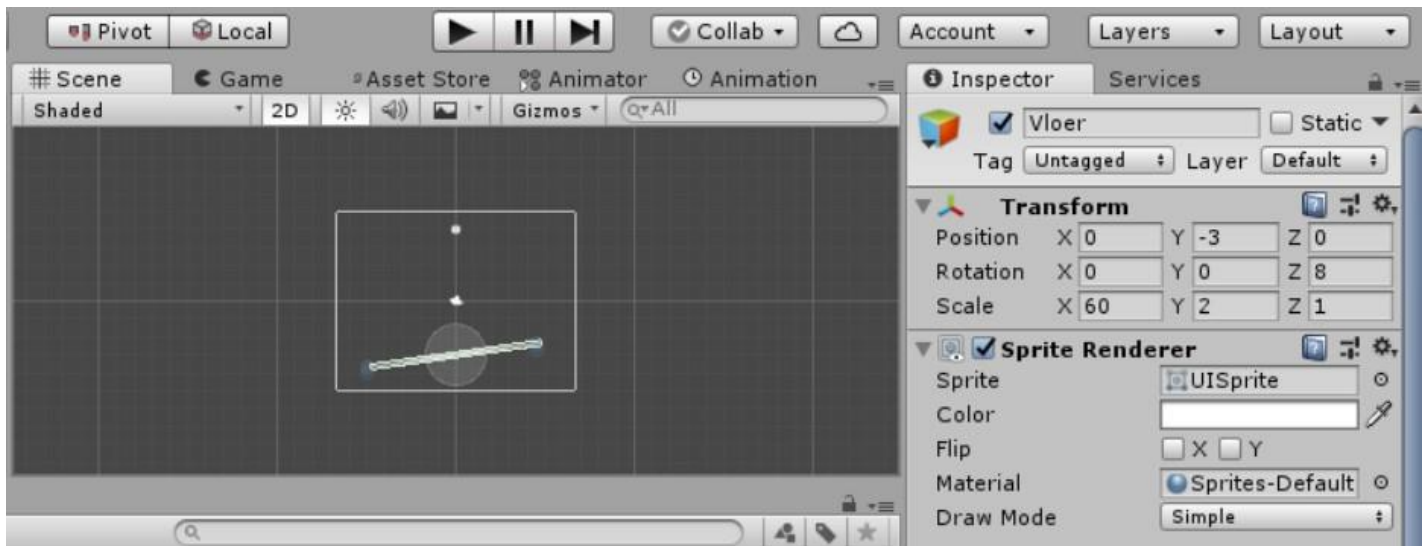 Pivot Local Collab Account Layers Layout
Scene Game Asset Store Animator Animation
Shaded 2D Gizmos All
Inspector Services
Vloer Static
Tag Untagged Layer Default
Transform
Position X 0 Y -3 Z 0
Rotation X 0 Y 0 Z 8
Scale X 60 Y 2 Z 1
Sprite Renderer
Sprite UISprite
Color
Flip X Y
Material Sprites-Default
Draw Mode Simple